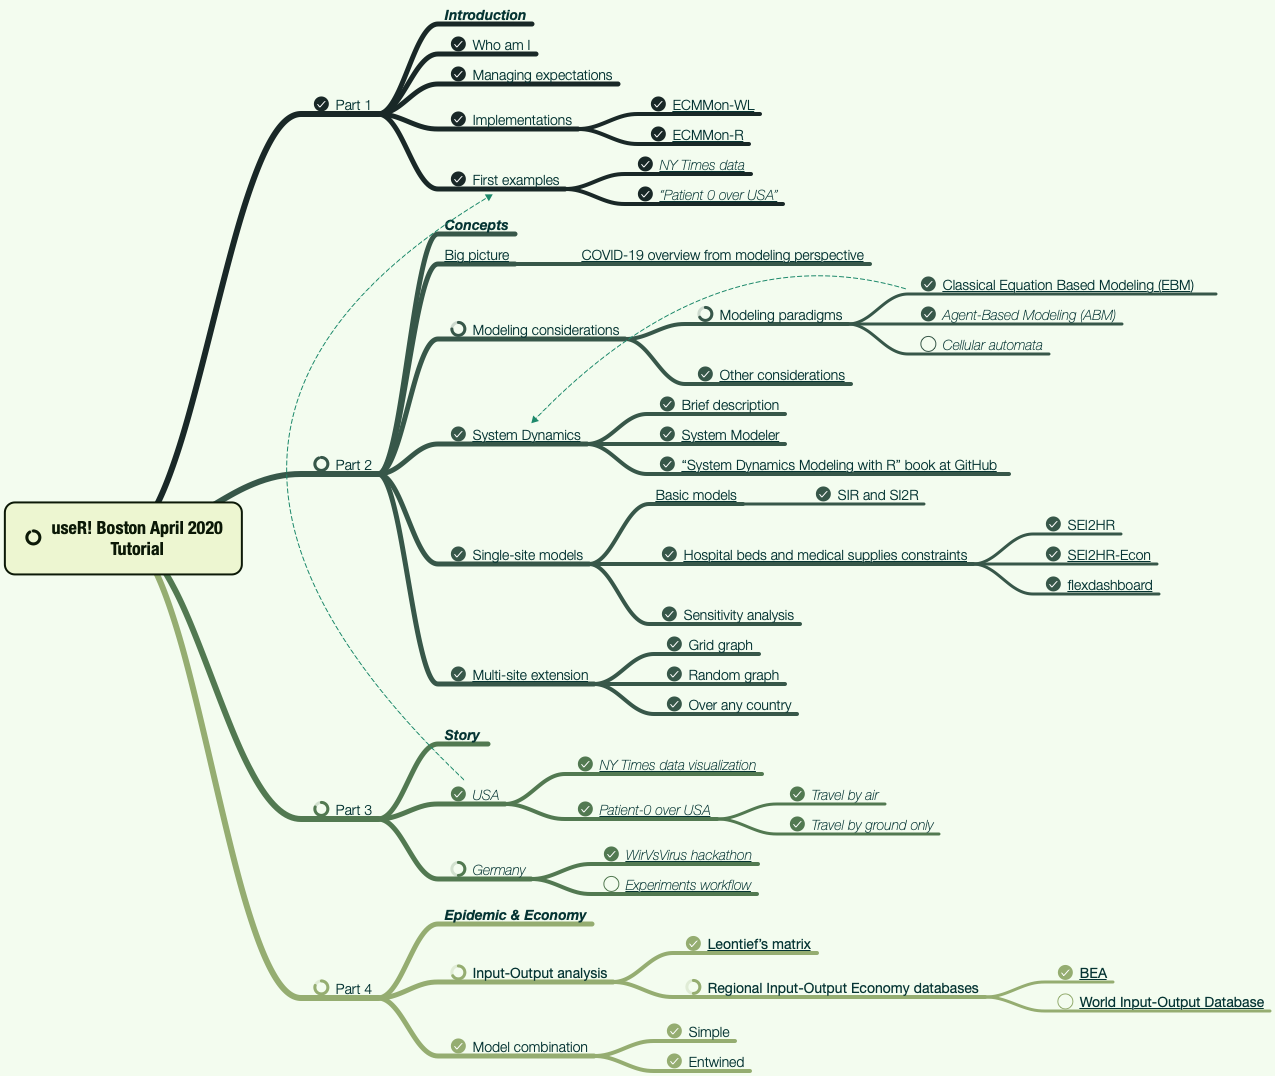 Introduction
Who am I
Managing expectations
Part 1
Implementations
ECMMon-WL
ECMMon-R
First examples
NY Times data
“Patient 0 over USA”
Concepts
Big picture
COVID-19 overview from modeling perspective
Modeling considerations
Modeling paradigms
Classical Equation Based Modeling (EBM)
Agent-Based Modeling (ABM)
Cellular automata
Other considerations
Part 2
System Dynamics
Brief description
System Modeler
“System Dynamics Modeling with R” book at GitHub
Single-site models
Basic models
SIR and SI2R
Hospital beds and medical supplies constraints
SEI2HR
SEI2HR-Econ
flexdashboard
Sensitivity analysis
Multi-site extension
Grid graph
Random graph
Over any country
useR! Boston April 2020
Tutorial
Story
Part 3
USA
NY Times data visualization
Patient-0 over USA
Travel by air
Travel by ground only
Germany
WirVsVirus hackathon
Experiments workflow
Epidemic & Economy
Part 4
Input-Output analysis
Leontief’s matrix
Regional Input-Output Economy databases
BEA
World Input-Output Database
Model combination
Simple
Entwined